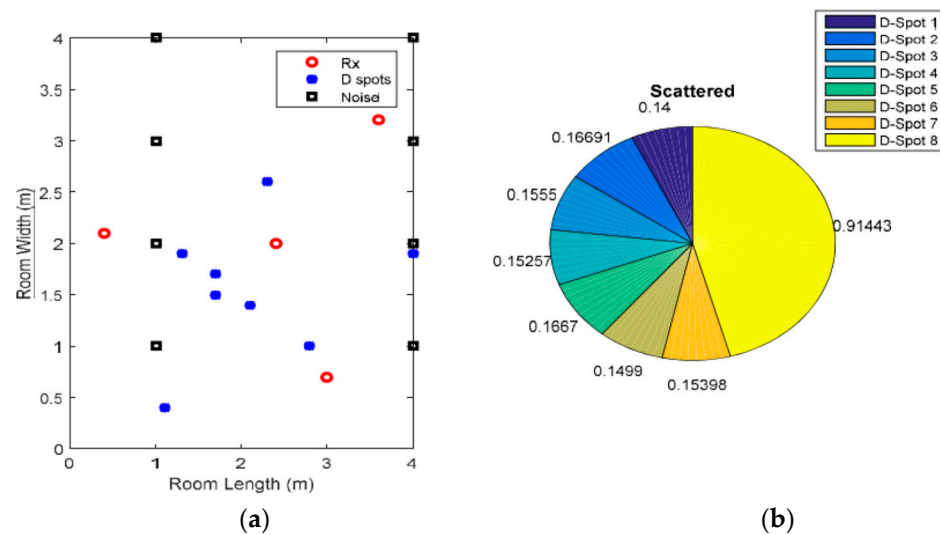 4
3.5
3
2.5
2
1.5
1
0.5
0
Room Width (m)
0
1
2
3
4
Room Length (m)
Rx
D spots
Noisei
(a)
Scattered
0.14
0.16691
0.1555
0.15257
0.1667
0.1499
0.15398
0.91443
D-Spot 1
D-Spot 2
D-Spot 3
D-Spot 4
D-Spot 5
D-Spot 6
D-Spot 7
D-Spot 8
(b)